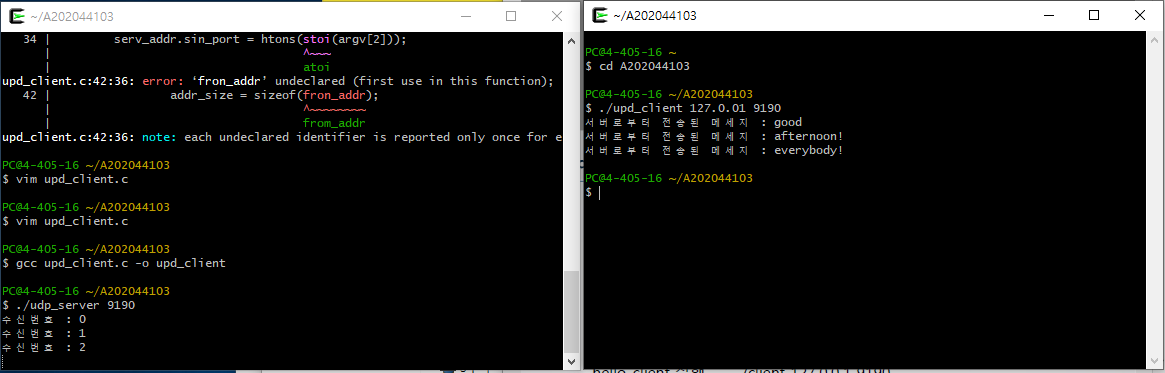 ~/A202044103
34 |         serv_addr.sin_port = htons(stoi(argv[2]));
|                                    ^~~~
|                                    atoi
upd_client.c:42:36: error: ‘fron_addr’ undeclared (first use in this function);
42 |                 addr_size = sizeof(fron_addr);
|                                    ^~~~~~~~~
|                                    from_addr
upd_client.c:42:36: note: each undeclared identifier is reported only once for e
PC@4-405-16 ~/A202044103
$ vim upd_client.c
PC@4-405-16 ~/A202044103
$ vim upd_client.c
PC@4-405-16 ~/A202044103
$ gcc upd_client.c -o upd_client
PC@4-405-16 ~/A202044103
$ ./udp_server 9190
수신번호 : 0
수신번호 : 1
수신번호 : 2
~/A202044103
PC@4-405-16 ~
$ cd A202044103
PC@4-405-16 ~/A202044103
$ ./upd_client 127.0.01 9190
서버로부터 전송된 메세지 : good
서버로부터 전송된 메세지 : afternoon!
서버로부터 전송된 메세지 : everybody!
PC@4-405-16 ~/A202044103
$